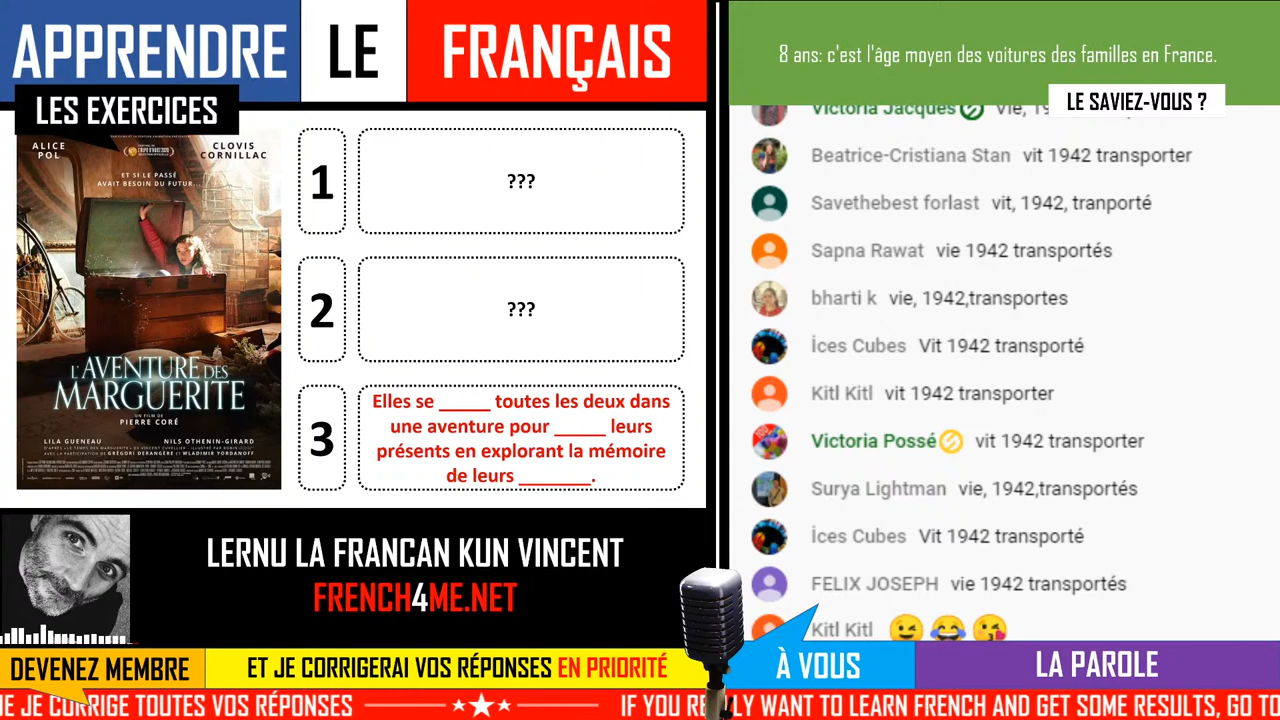 APPRENDRE LE FRANÇAIS
LES EXERCICES
ALICE
POL
CLOVIS
CORNILLAC
ET SI LE PASSÉ
AVAIT BESOIN DU FUTUR...
L'AVENTURE DES
MARGUERITE
UN FILM DE
PIERRE CORÉ
LILA GUENEAU
NILS OTHENIN-GIRARD
1
???
2
???
3
Elles se _____ toutes les deux dans
une aventure pour _____ leurs
présents en explorant la mémoire
de leurs _______.
LERNU LA FRANCAN KUN VINCENT
FRENCH4ME.NET
8 ans: c'est l'âge moyen des voitures des familles en France.
LE SAVIEZ-VOUS ?
Victoria Jacques vie,
Beatrice-Cristiana Stan vit 1942 transporter
Savethebest forlast vit, 1942, tranporté
Sapna Rawat vie 1942 transportés
bharti k vie, 1942,transportes
İces Cubes Vit 1942 transporté
Kitl Kitl vit 1942 transporter
Victoria Possé vit 1942 transporter
Surya Lightman vie, 1942,transportés
İces Cubes Vit 1942 transporté
FELIX JOSEPH vie 1942 transportés
Kitl Kitl 😉 😂 😘
DEVENEZ MEMBRE
ET JE CORRIGERAI VOS RÉPONSES EN PRIORITÉ
À VOUS
LA PAROLE
JE CORRIGE TOUTES VOS RÉPONSES
IF YOU WANT TO LEARN FRENCH AND GET SOME RESULTS, GO